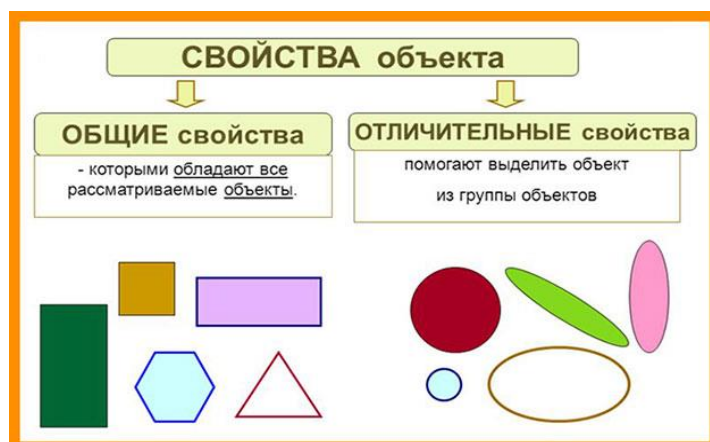 СВОЙСТВА объекта
ОБЩИЕ свойства
- которыми обладают все
рассматриваемые объекты.
ОТЛИЧИТЕЛЬНЫЕ свойства
помогают выделить объект
из группы объектов